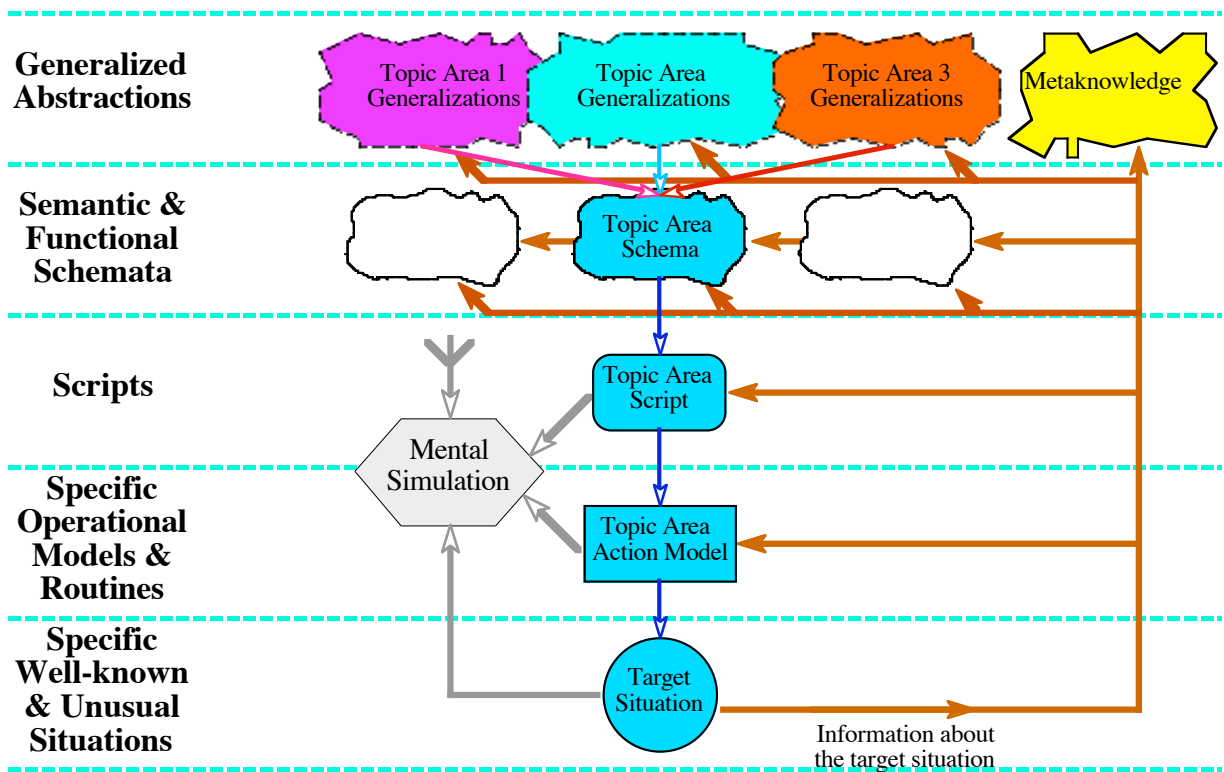 Generalized
Abstractions
Topic Area 1
Generalizations
Topic Area
Generalizations
Topic Area 3
Generalizations
Metaknowledge
Semantic &
Functional
Schemata
Topic Area
Schema
Scripts
Topic Area
Script
Mental
Simulation
Specific
Operational
Models &
Routines
Topic Area
Action Model
Specific
Well-known
& Unusual
Situations
Target
Situation
Information about
the target situation